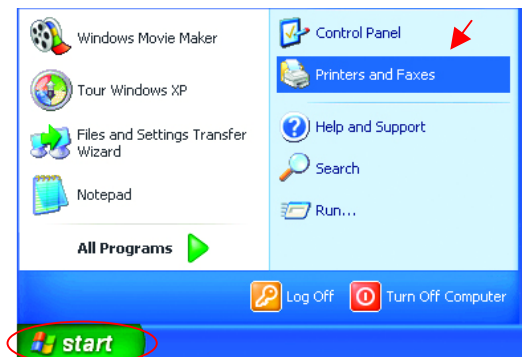 Windows Movie Maker
Tour Windows XP
Files and Settings Transfer
Wizard
Notepad
All Programs
Control Panel
Printers and Faxes
Help and Support
Search
Run...
Log Off
Turn Off Computer
start